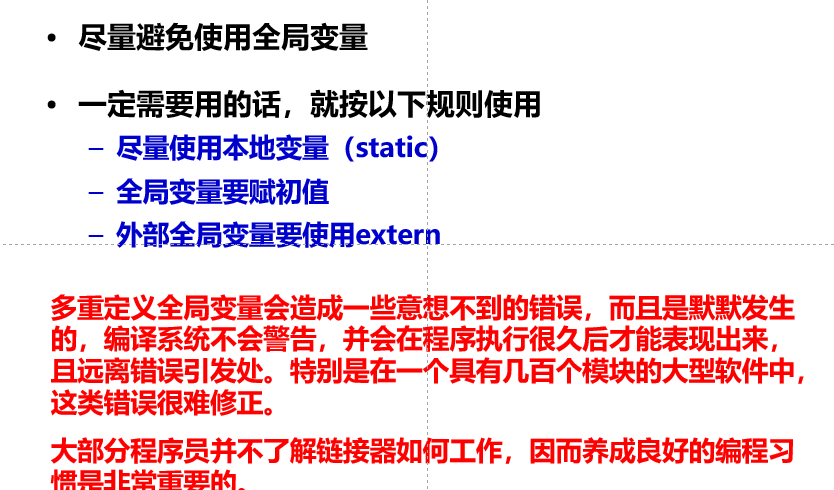 • 尽量避免使用全局变量
• 一定需要用的话，就按以下规则使用
– 尽量使用本地变量（static）
– 全局变量要赋初值
– 外部全局变量要使用extern
多重定义全局变量会造成一些意想不到的错误，而且是默默发生
的，编译系统不会警告，并会在程序执行很久后才能表现出来，
且远离错误引发处。特别是在一个具有几百个模块的大型软件中，
这类错误很难修正。
大部分程序员并不了解链接器如何工作，因而养成良好的编程习
惯是非常重要的。